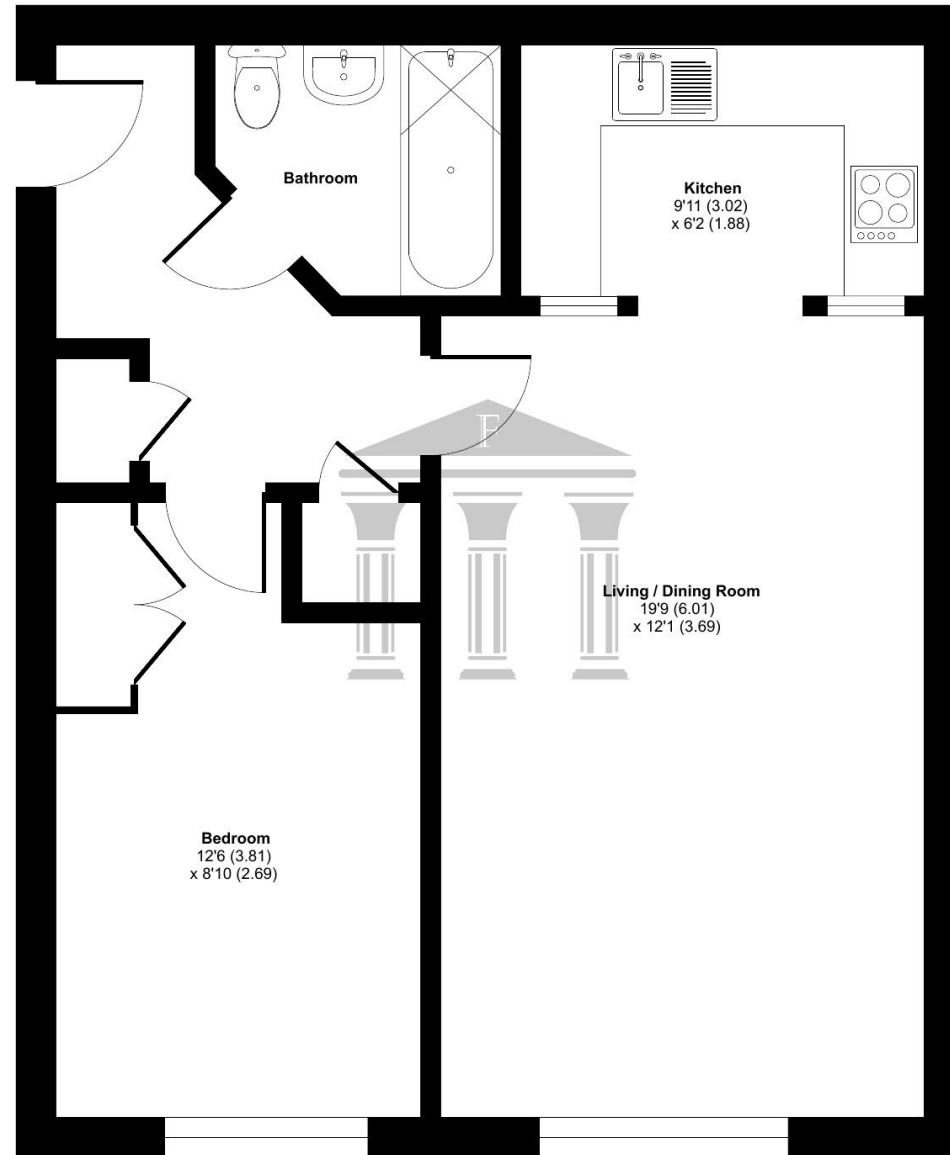 Bathroom
Kitchen
9'11 (3.02)
x 6'2 (1.88)
F
Living / Dining Room
19'9 (6.01)
x 12'1 (3.69)
Bedroom
12'6 (3.81)
x 8'10 (2.69)